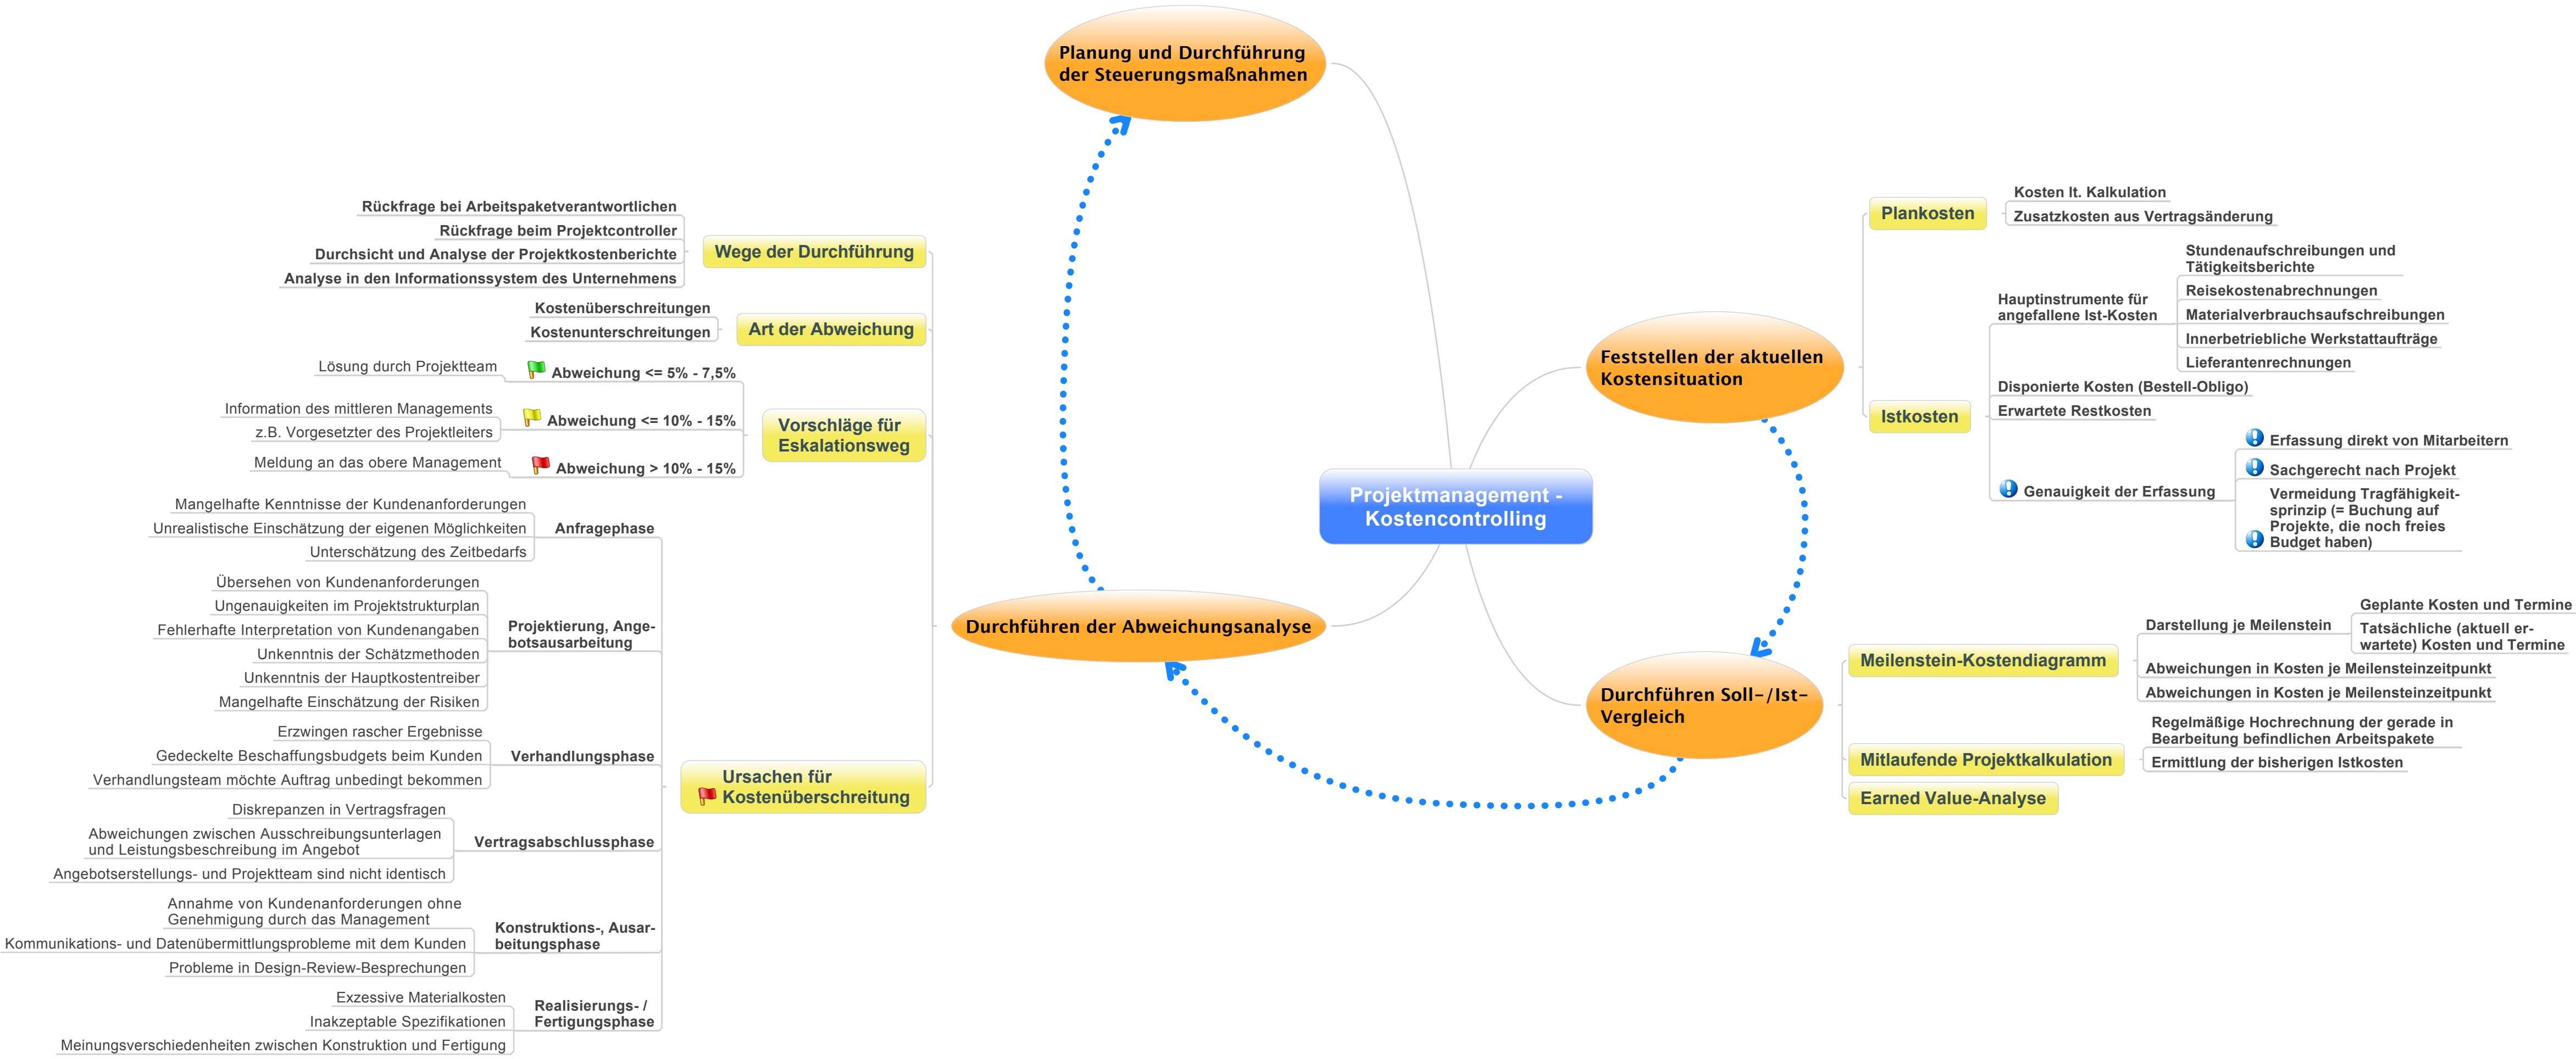 Projektmanagement -
Kostencontrolling
Feststellen der aktuellen
Kostensituation
Plankosten
Kosten lt. Kalkulation
Zusatzkosten aus Vertragsänderung
Istkosten
Hauptinstrumente für
angefallene Ist-Kosten
Stundenaufschreibungen und
Tätigkeitsberichte
Reisekostenabrechnungen
Materialverbrauchsaufschreibungen
Innerbetriebliche Werkstattaufträge
Lieferantenrechnungen
Disponierte Kosten (Bestell-Obligo)
Erwartete Restkosten
Genauigkeit der Erfassung
Erfassung direkt von Mitarbeitern
Sachgerecht nach Projekt
Vermeidung Tragfähigkeit-
sprinzip (= Buchung auf
Projekte, die noch freies
Budget haben)
Durchführen Soll-/Ist-
Vergleich
Meilenstein-Kostendiagramm
Darstellung je Meilenstein
Geplante Kosten und Termine
Tatsächliche (aktuell er-
wartete) Kosten und Termine
Abweichungen in Kosten je Meilensteinzeitpunkt
Abweichungen in Kosten je Meilensteinzeitpunkt
Mitlaufende Projektkalkulation
Regelmäßige Hochrechnung der gerade in
Bearbeitung befindlichen Arbeitspakete
Ermittlung der bisherigen Istkosten
Earned Value-Analyse
Durchführen der Abweichungsanalyse
Wege der Durchführung
Rückfrage bei Arbeitspaketverantwortlichen
Rückfrage beim Projektcontroller
Durchsicht und Analyse der Projektkostenberichte
Analyse in den Informationssystem des Unternehmens
Art der Abweichung
Kostenüberschreitungen
Kostenunterschreitungen
Vorschläge für
Eskalationsweg
Abweichung <= 5% - 7,5%
Lösung durch Projektteam
Abweichung <= 10% - 15%
Information des mittleren Managements
z.B. Vorgesetzter des Projektleiters
Abweichung > 10% - 15%
Meldung an das obere Management
Ursachen für
Kostenüberschreitung
Anfragephase
Mangelhafte Kenntnisse der Kundenanforderungen
Unrealistische Einschätzung der eigenen Möglichkeiten
Unterschätzung des Zeitbedarfs
Projektierung, Ange-
botsausarbeitung
Übersehen von Kundenanforderungen
Ungenauigkeiten im Projektstrukturplan
Fehlerhafte Interpretation von Kundenangaben
Unkenntnis der Schätzmethoden
Unkenntnis der Hauptkostentreiber
Mangelhafte Einschätzung der Risiken
Verhandlungsphase
Erzwingen rascher Ergebnisse
Gedeckelte Beschaffungsbudgets beim Kunden
Verhandlungsteam möchte Auftrag unbedingt bekommen
Vertragsabschlussphase
Diskrepanzen in Vertragsfragen
Abweichungen zwischen Ausschreibungsunterlagen
und Leistungsbeschreibung im Angebot
Angebotserstellungs- und Projektteam sind nicht identisch
Konstruktions-, Ausar-
beitungsphase
Annahme von Kundenanforderungen ohne
Genehmigung durch das Management
Kommunikations- und Datenübermittlungsprobleme mit dem Kunden
Probleme in Design-Review-Besprechungen
Realisierungs- /
Fertigungsphase
Exzessive Materialkosten
Inakzeptable Spezifikationen
Meinungsverschiedenheiten zwischen Konstruktion und Fertigung
Planung und Durchführung
der Steuerungsmaßnahmen